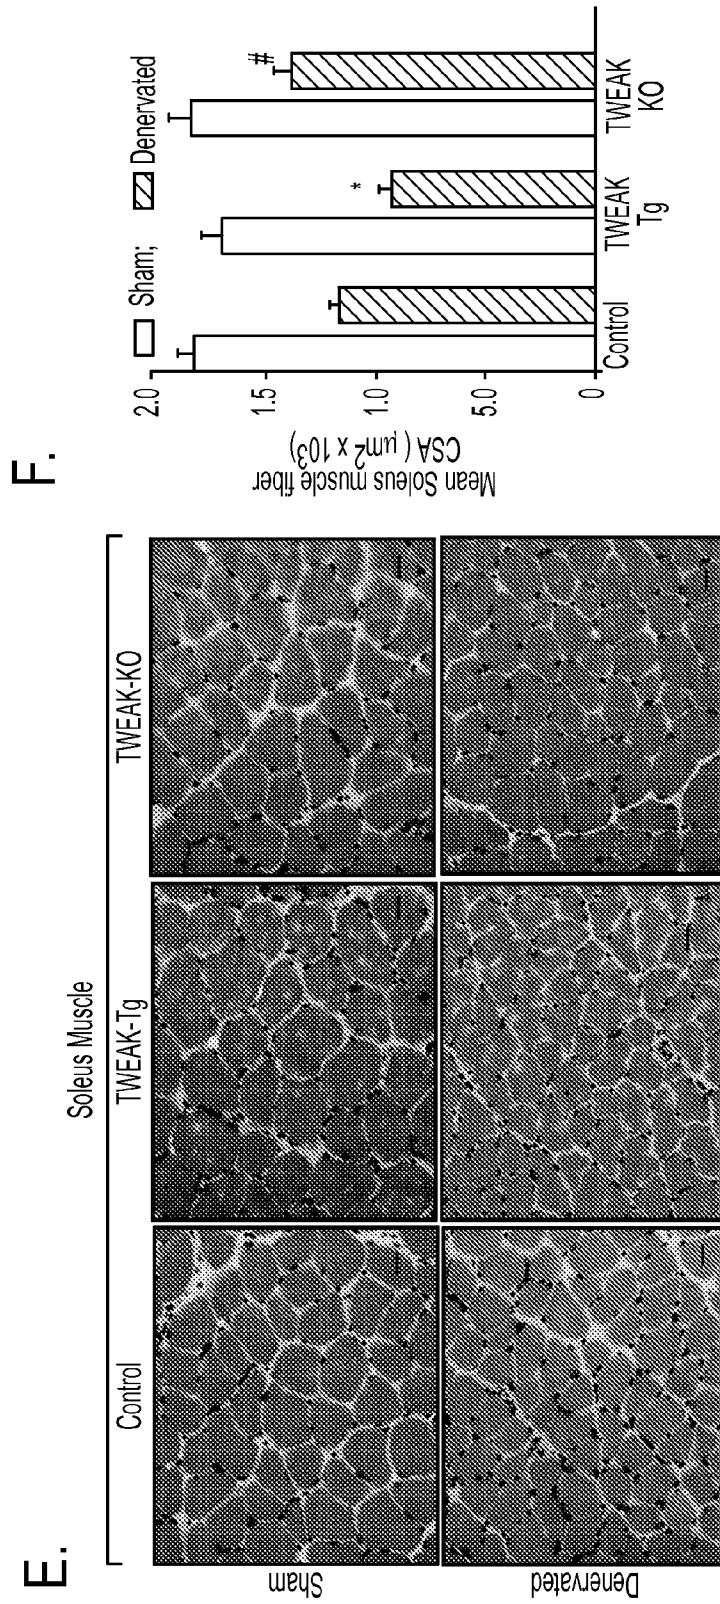 E.
Soleus Muscle
Control TWEAK-Tg TWEAK-KO
Sham
Denervated
F.
Sham; Denervated
Mean Soleus muscle fiber
CSA ( μm² x 10³)
2.0
1.5
1.0
5.0
0
*
#
Control TWEAK TWEAK
Tg KO